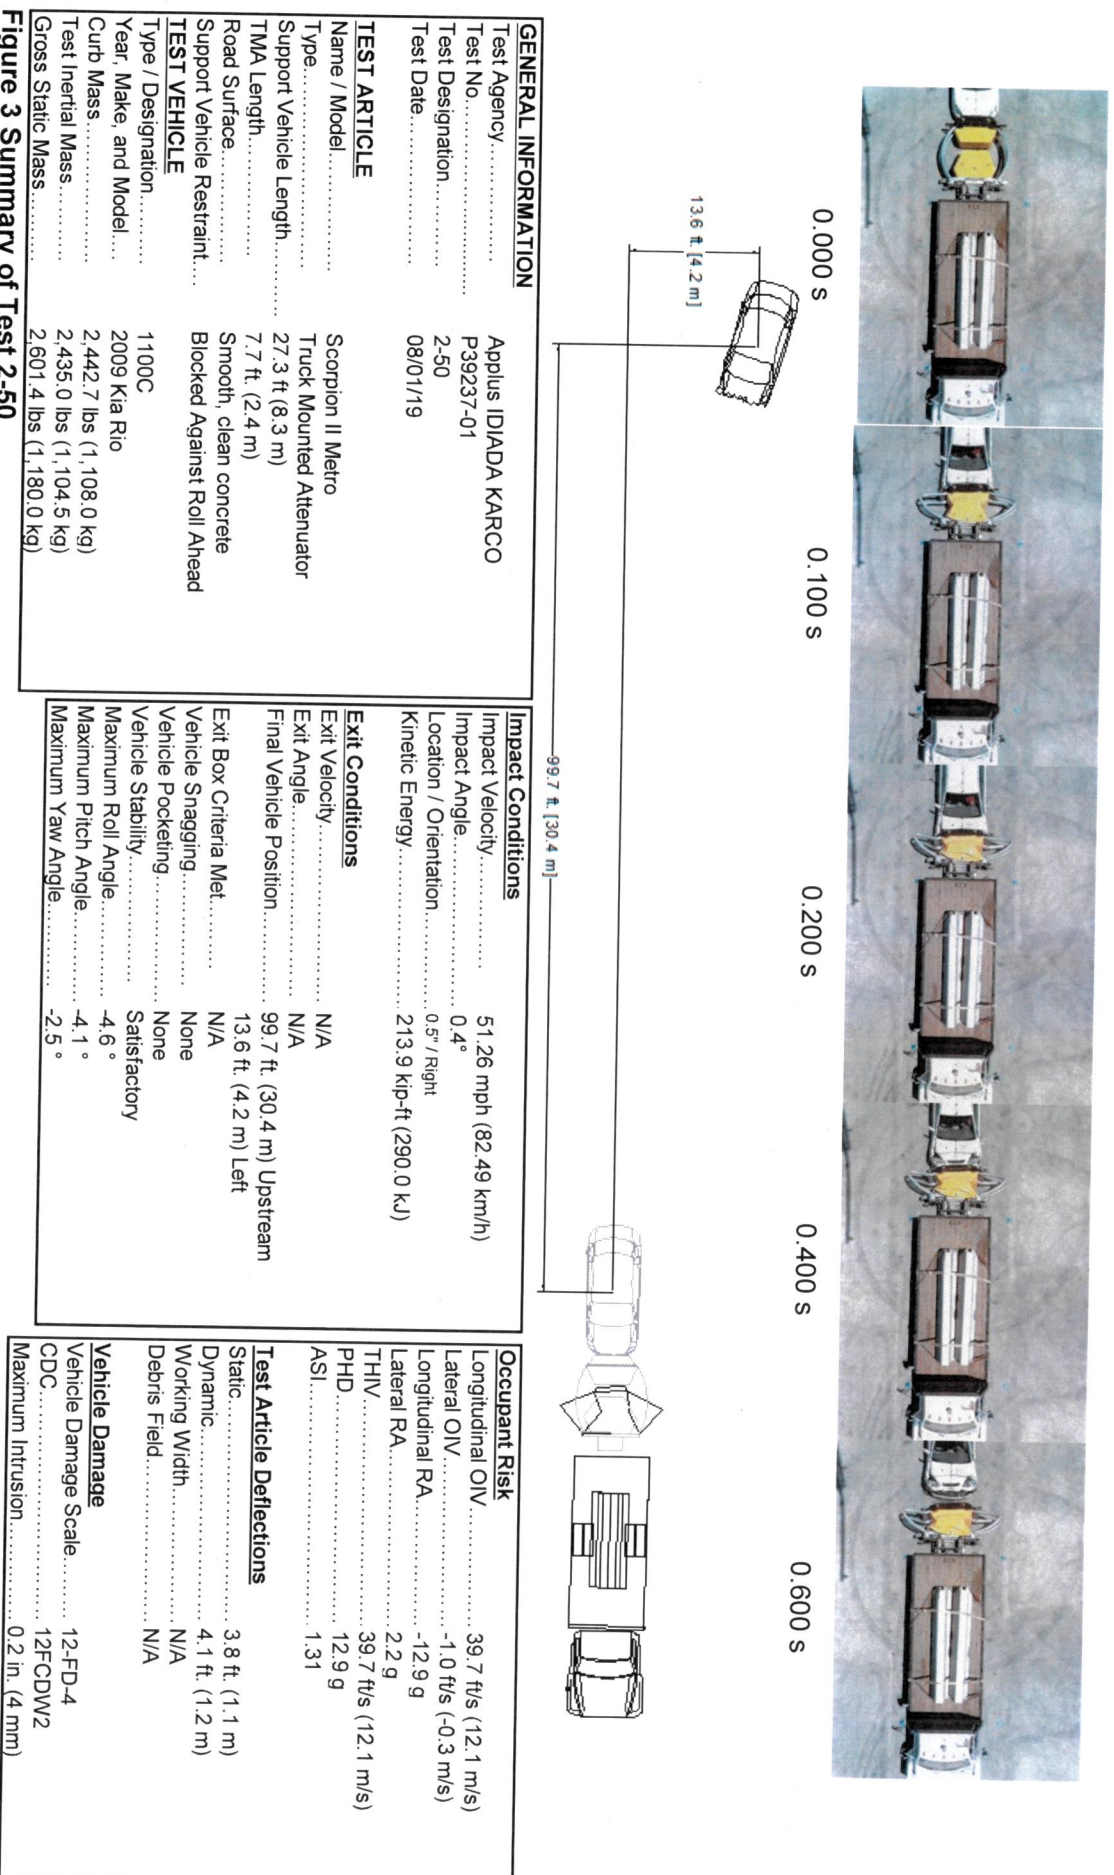 0.000 s
0.100 s
0.200 s
0.400 s
0.600 s
13.6 ft. [4.2 m]
99.7 ft. [30.4 m]
GENERAL INFORMATION
Test Agency............ Applus IDIADA KARCO
Test No................... P39237-01
Test Designation....... 2-50
Test Date................. 08/01/19
TEST ARTICLE
Name / Model............ Scorpion II Metro
Type........................ Truck Mounted Attenuator
Support Vehicle Length......... 27.3 ft (8.3 m)
TMA Length............... 7.7 ft. (2.4 m)
Road Surface............. Smooth, clean concrete
Support Vehicle Restraint.... Blocked Against Roll Ahead
TEST VEHICLE
Type / Designation......... 1100C
Year, Make, and Model.... 2009 Kia Rio
Curb Mass.................. 2,442.7 lbs (1,108.0 kg)
Test Inertial Mass.......... 2,435.0 lbs (1,104.5 kg)
Gross Static Mass.......... 2,601.4 lbs (1,180.0 kg)
Impact Conditions
Impact Velocity............... 51.26 mph (82.49 km/h)
Impact Angle................... 0.4°
Location / Orientation............ 0.5" / Right
Kinetic Energy.................. 213.9 kip-ft (290.0 kJ)
Exit Conditions
Exit Velocity..................... N/A
Exit Angle........................ N/A
Final Vehicle Position.......... 99.7 ft. (30.4 m) Upstream
13.6 ft. (4.2 m) Left
Exit Box Criteria Met.......... N/A
Vehicle Snagging............... None
Vehicle Pocketing............... None
Vehicle Stability.................. Satisfactory
Maximum Roll Angle............ -4.6 °
Maximum Pitch Angle........... -4.1 °
Maximum Yaw Angle............ -2.5 °
Occupant Risk
Longitudinal OIV............... 39.7 ft/s (12.1 m/s)
Lateral OIV..................... -1.0 ft/s (-0.3 m/s)
Longitudinal RA............... -12.9 g
Lateral RA....................... 2.2 g
THIV.............................. 39.7 ft/s (12.1 m/s)
PHD............................... 12.9 g
ASI................................ 1.31
Test Article Deflections
Static.............................. 3.8 ft. (1.1 m)
Dynamic......................... 4.1 ft. (1.2 m)
Working Width................. N/A
Debris Field..................... N/A
Vehicle Damage
Vehicle Damage Scale........ 12-FD-4
CDC............................... 12FCDW2
Maximum Intrusion............ 0.2 in. (4 mm)
Figure 3 Summary of Test 2-50